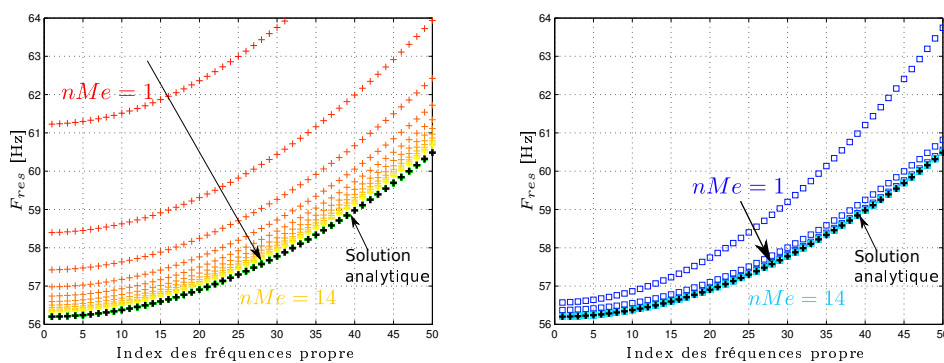 64
63
62
61
60
59
58
57
56
F_res [Hz]
nMe = 1
nMe = 14
Solution
analytique
0 5 10 15 20 25 30 35 40 45 50
Index des fréquences propre
64
63
62
61
60
59
58
57
56
F_res [Hz]
nMe = 1
nMe = 14
Solution
analytique
0 5 10 15 20 25 30 35 40 45 50
Index des fréquences propre